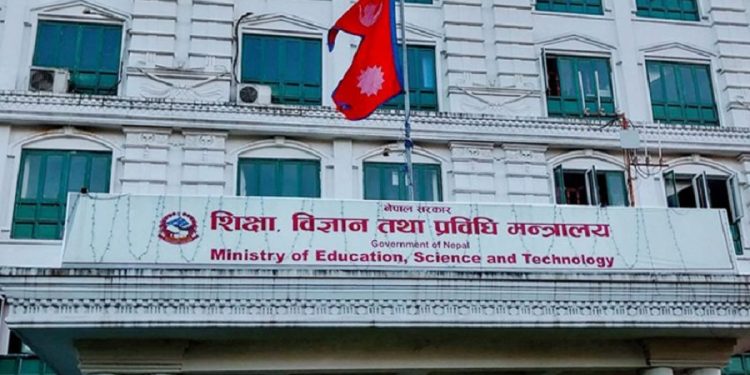 नेपाल सरकार
शिक्षा, विज्ञान तथा प्रविधि मन्त्रालय
Government of Nepal
Ministry of Education, Science and Technology